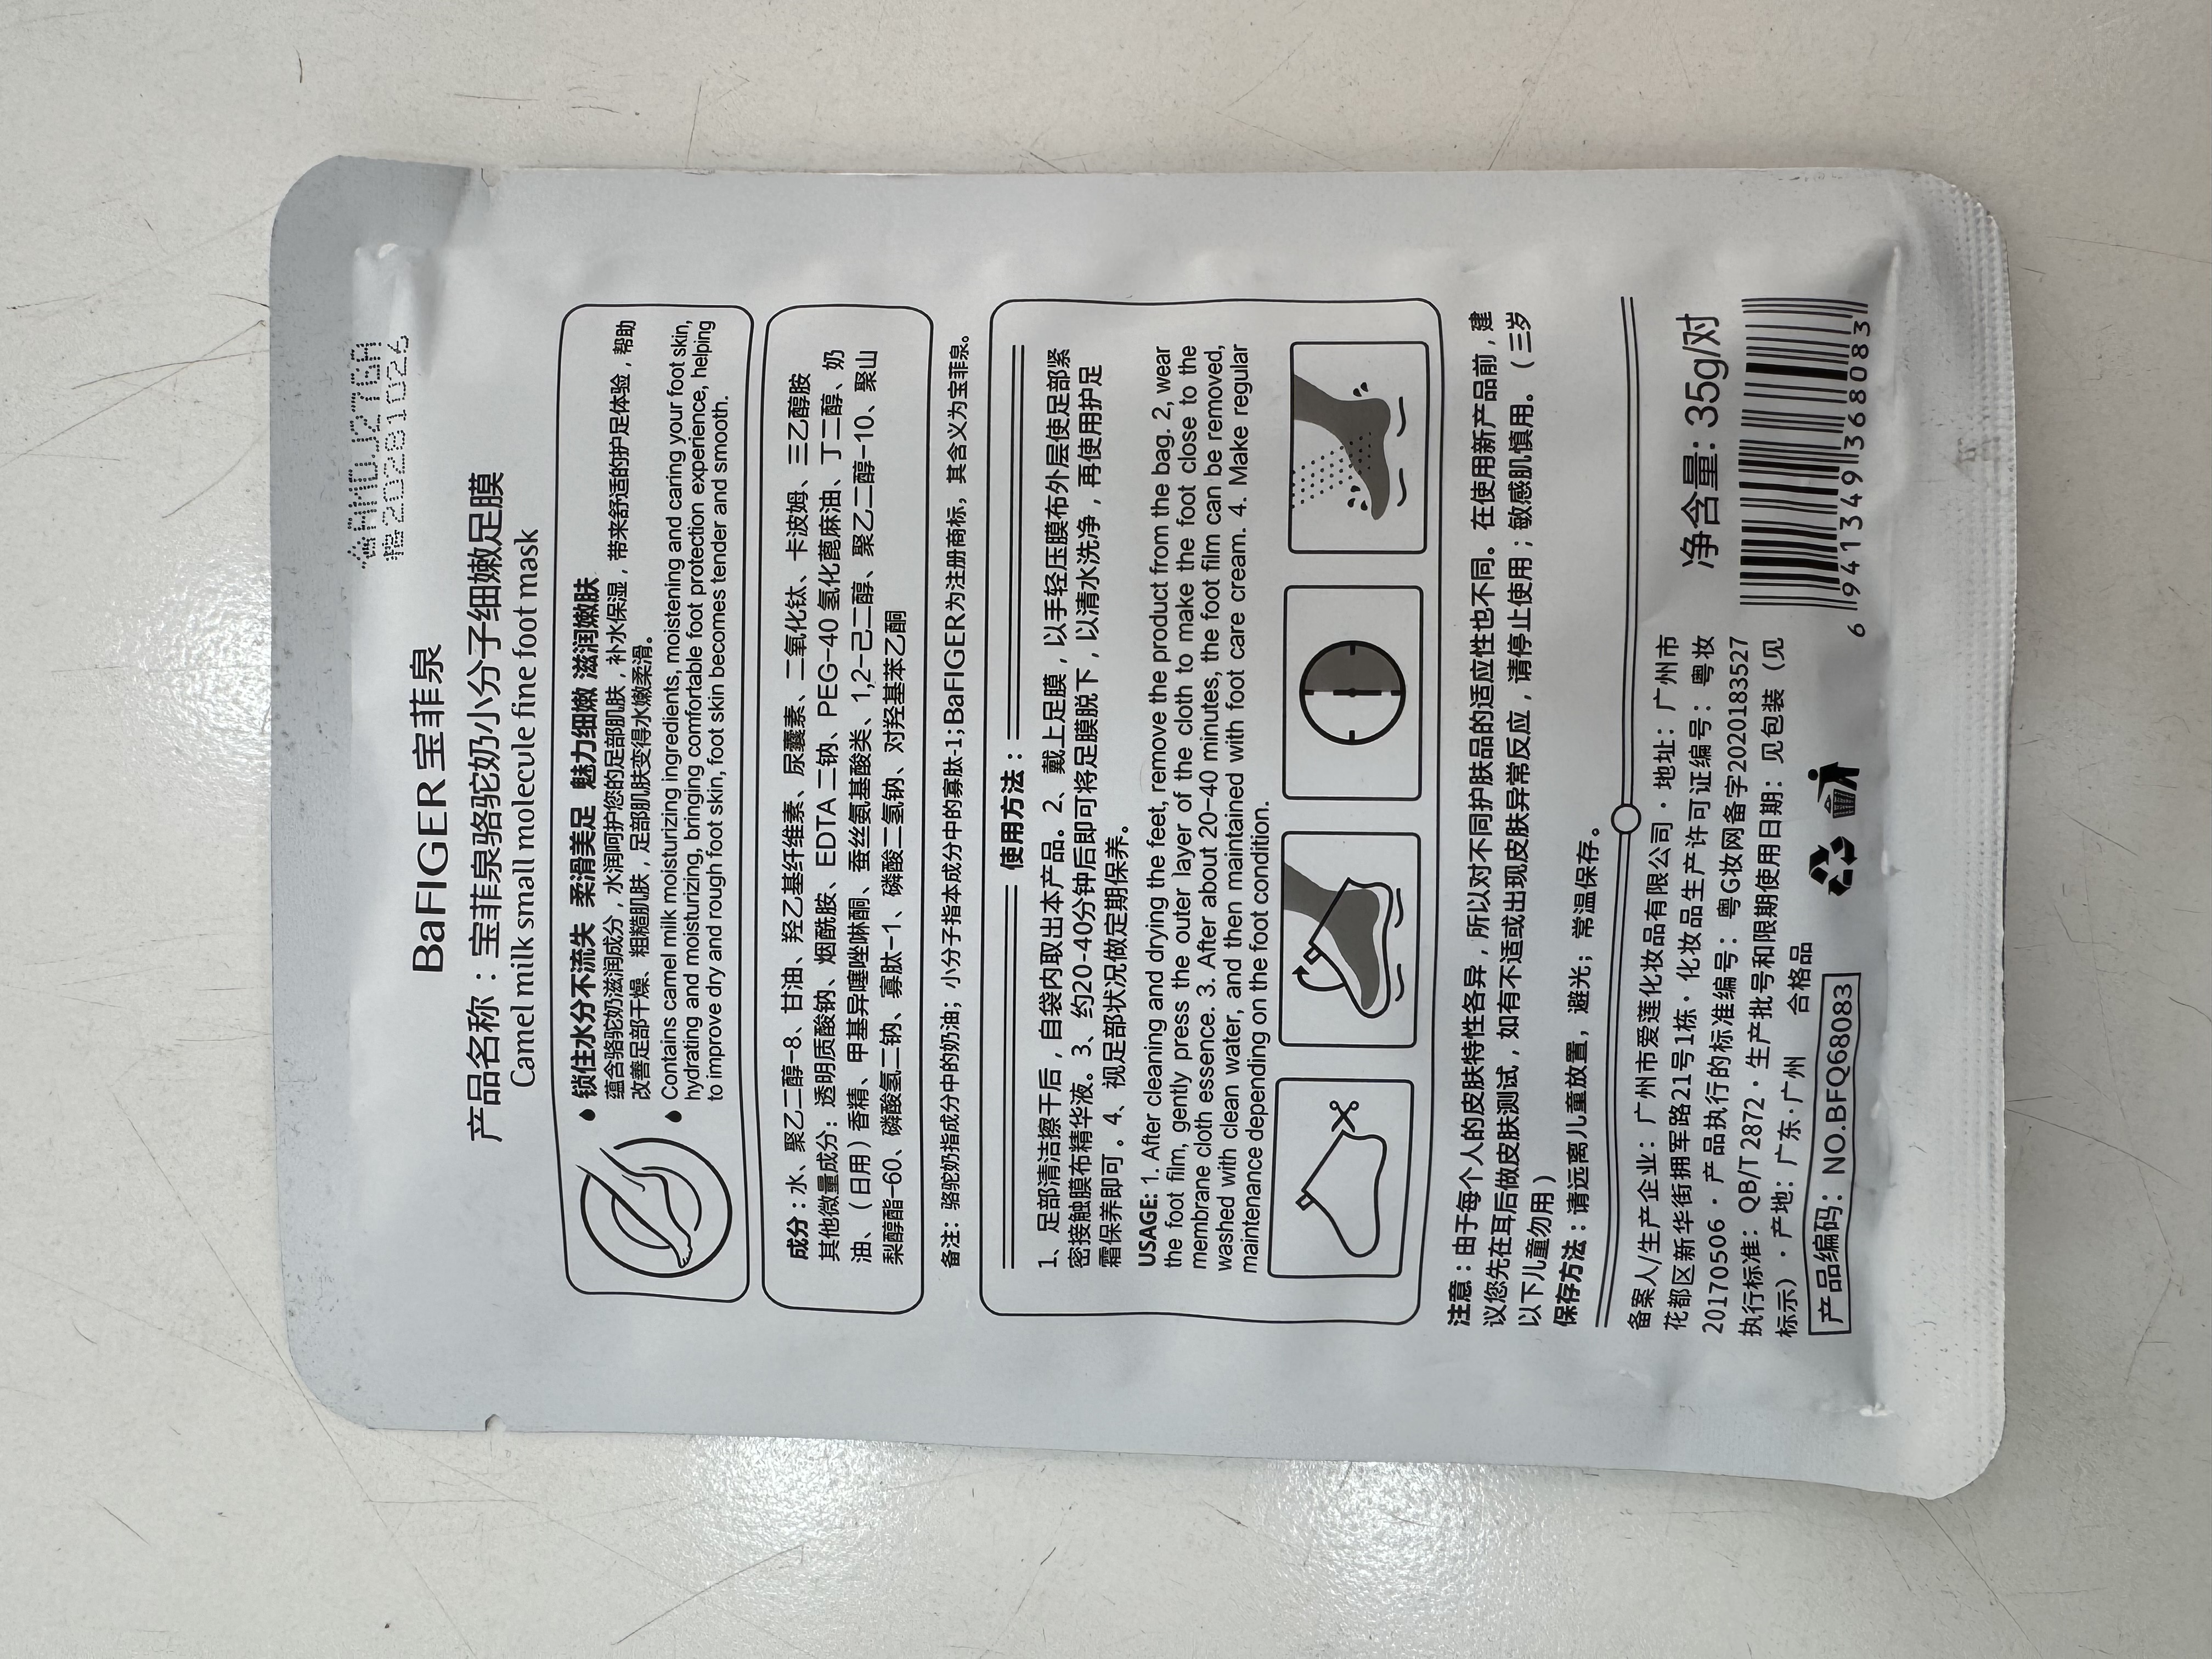 限20281026
BaFIGER 宝菲泉
产品名称：宝菲泉骆驼奶小分子细嫩足膜
Camel milk small molecule fine foot mask
锁住水分不流失 柔滑美足 魅力细嫩 滋润嫩肤
蕴含骆驼奶滋润成分，水润呵护您的足部肌肤，补水保湿，带来舒适的护足体验，帮助
改善足部干燥、粗糙肌肤，足部肌肤变得水嫩柔滑。
Contains camel milk moisturizing ingredients, moistening and caring your foot skin,
hydrating and moisturizing, bringing comfortable foot protection experience, helping
to improve dry and rough foot skin, foot skin becomes tender and smooth.
成分：水、聚乙二醇-8、甘油、羟乙基纤维素、尿囊素、二氧化钛、卡波姆、三乙醇胺
其他微量成分：透明质酸钠、烟酰胺、EDTA 二钠、PEG-40 氢化蓖麻油、丁二醇、奶
油、（日用）香精、甲基异噻唑啉酮、蚕丝氨基酸类、1,2-己二醇、聚乙二醇-10、聚山
梨醇酯-60、磷酸氢二钠、寡肽-1、磷酸二氢钠、对羟基苯乙酮
备注：骆驼奶指成分中的奶油；小分子指本成分中的寡肽-1;BaFIGER为注册商标，其含义为宝菲泉。
使用方法：
1、足部清洁擦干后，自袋内取出本产品。2、戴上足膜，以手轻压膜布外层使足部紧
密接触膜布精华液。3、约20-40分钟后即可将足膜脱下，以清水洗净，再使用护足
霜保养即可。4、视足部状况做定期保养。
USAGE: 1. After cleaning and drying the feet, remove the product from the bag. 2, wear
the foot film, gently press the outer layer of the cloth to make the foot close to the
membrane cloth essence. 3. After about 20-40 minutes, the foot film can be removed,
washed with clean water, and then maintained with foot care cream. 4. Make regular
maintenance depending on the foot condition.
注意：由于每个人的皮肤特性各异，所以对不同护肤品的适应性也不同。在使用新产品前，建
议您先在耳后做皮肤测试，如有不适或出现皮肤异常反应，请停止使用；敏感肌慎用。（三岁
以下儿童勿用）
保存方法：请远离儿童放置，避光；常温保存。
备案人/生产企业：广州市爱莲化妆品有限公司·地址：广州市
花都区新华街拥军路21号1栋·化妆品生产许可证编号：粤妆
20170506·产品执行的标准编号：粤G妆网备字2020183527
执行标准：QB/T 2872·生产批号和限期使用日期：见包装（见
标示）·产地：广东·广州 合格品
产品编码：NO.BFQ68083
净含量: 35g/对
6 941349 368083